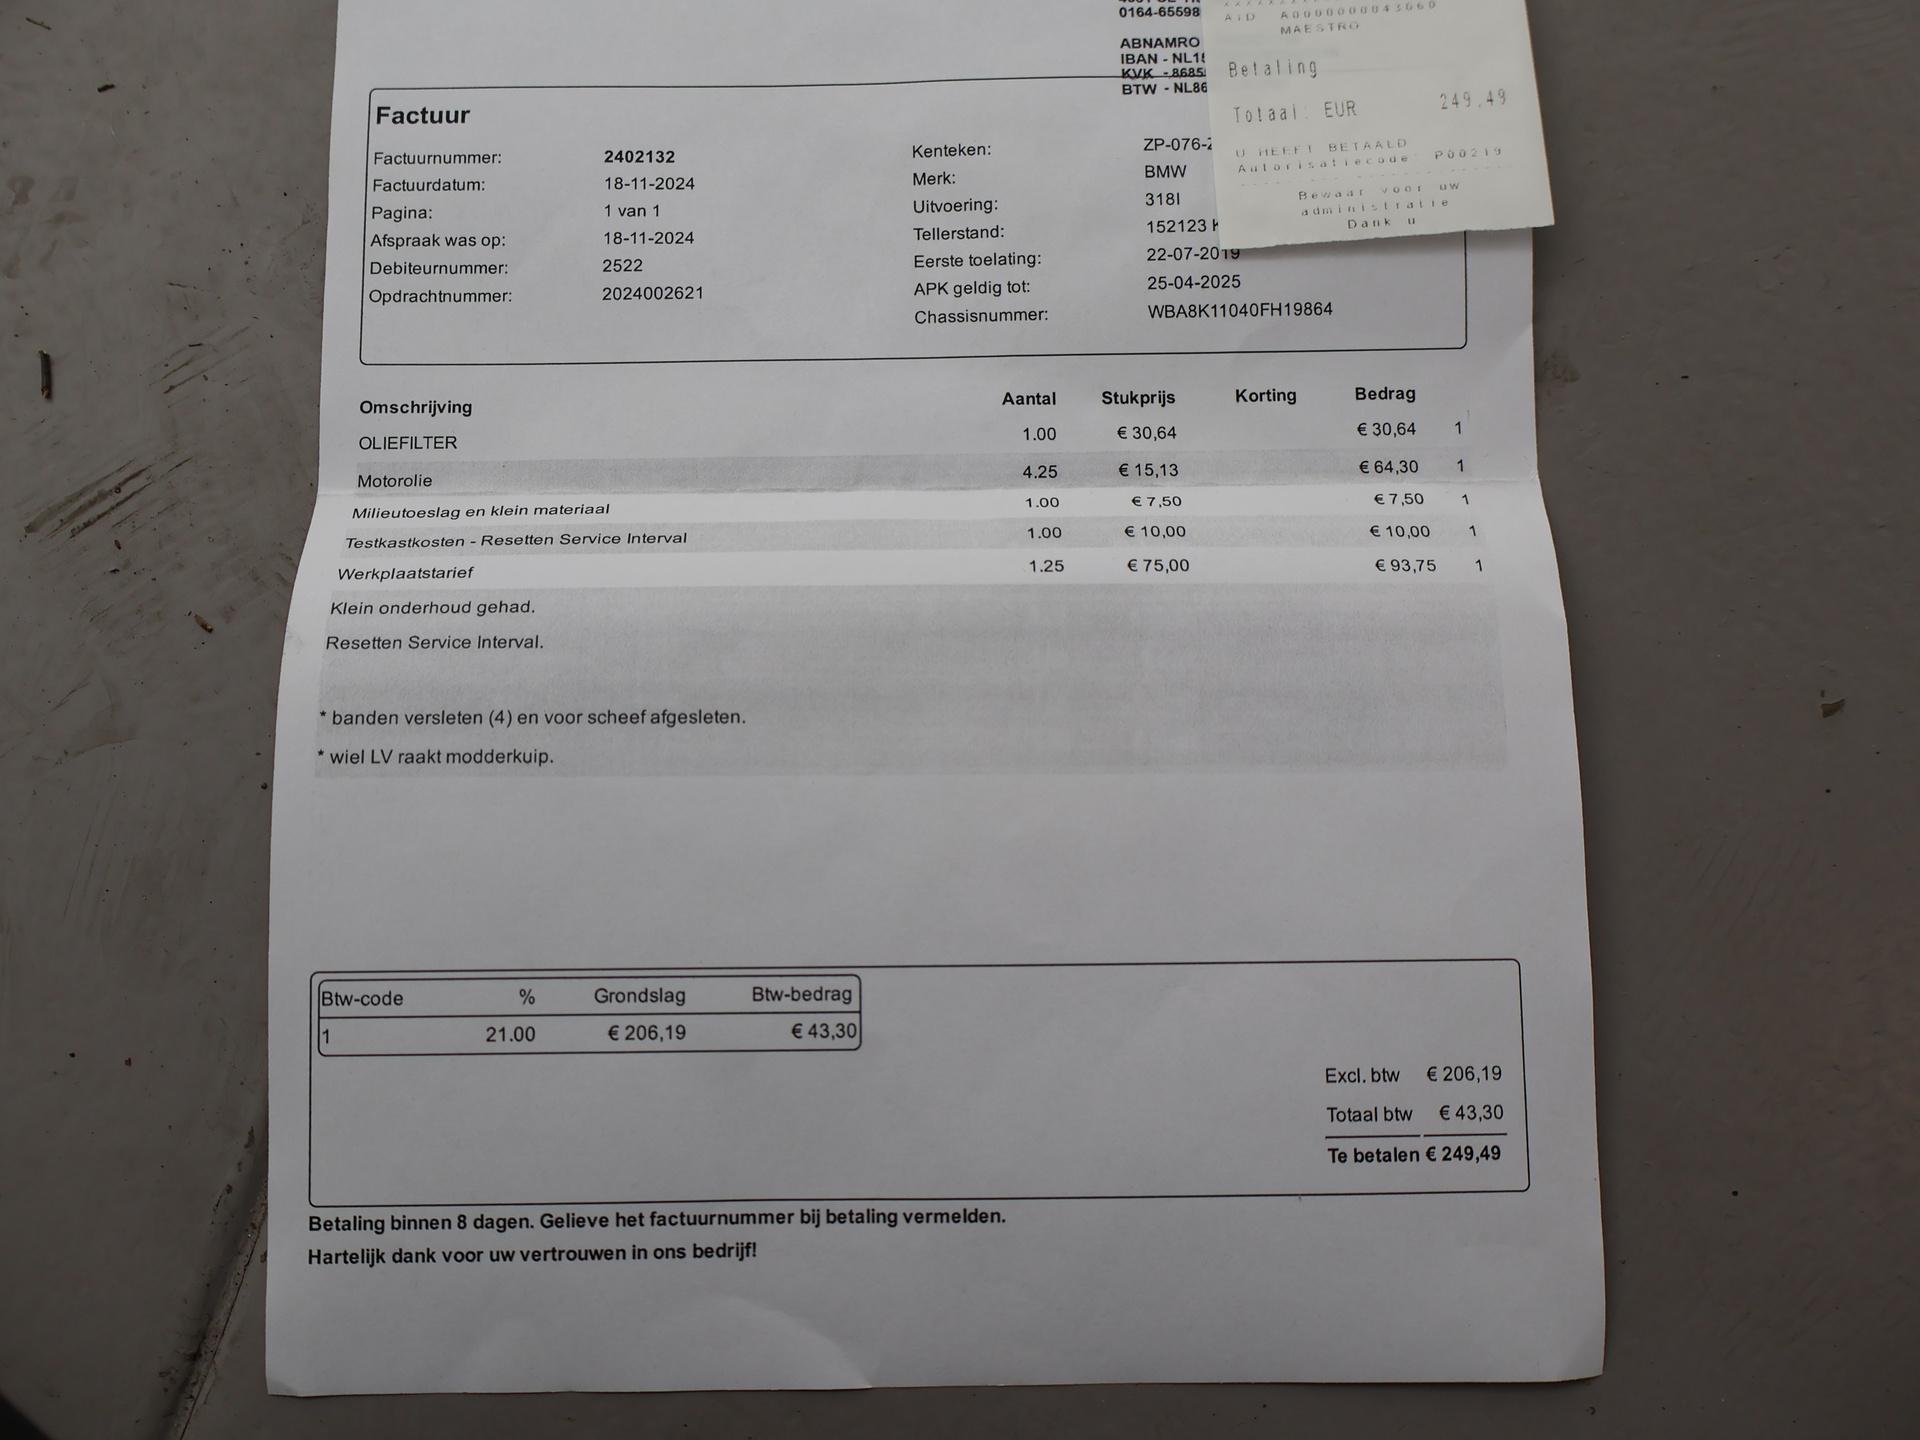 0164-65598
ABNAMRO
IBAN - NL1
KVK - 8685
BTW - NL86
AID A0000000043060
MAESTRO
Betaling
Totaal: EUR 249.49
U HEEFT BETAALD
Autorisatiecode: P00219
Bewaar voor uw
administratie
Dank u
Factuur
Factuurnummer: 2402132
Factuurdatum: 18-11-2024
Pagina: 1 van 1
Afspraak was op: 18-11-2024
Debiteurnummer: 2522
Opdrachtnummer: 2024002621
Kenteken: ZP-076-
Merk: BMW
Uitvoering: 318I
Tellerstand: 152123
Eerste toelating: 22-07-2019
APK geldig tot: 25-04-2025
Chassisnummer: WBA8K11040FH19864
Omschrijving Aantal Stukprijs Korting Bedrag
OLIEFILTER 1.00 € 30,64 € 30,64 1
Motorolie 4.25 € 15,13 € 64,30 1
Milieutoeslag en klein materiaal 1.00 € 7,50 € 7,50 1
Testkastkosten - Resetten Service Interval 1.00 € 10,00 € 10,00 1
Werkplaatstarief 1.25 € 75,00 € 93,75 1
Klein onderhoud gehad.
Resetten Service Interval.
* banden versleten (4) en voor scheef afgesleten.
* wiel LV raakt modderkuip.
Btw-code % Grondslag Btw-bedrag
1 21.00 € 206,19 € 43,30
Excl. btw € 206,19
Totaal btw € 43,30
Te betalen € 249,49
Betaling binnen 8 dagen. Gelieve het factuurnummer bij betaling vermelden.
Hartelijk dank voor uw vertrouwen in ons bedrijf!